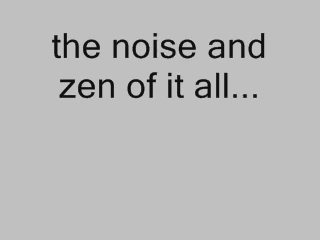 the noise and
zen of it all...